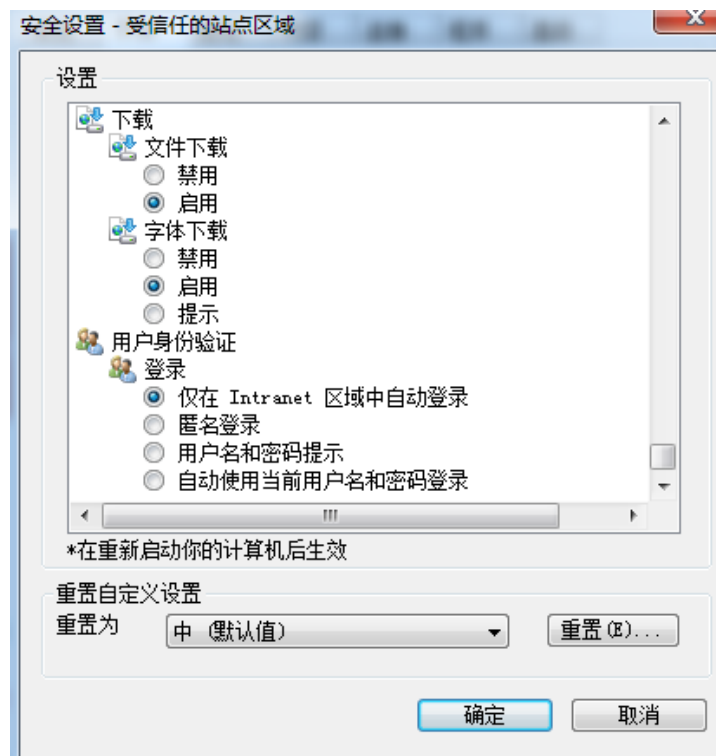 安全设置 - 受信任的站点区域
设置
下载
文件下载
禁用
启用
字体下载
禁用
启用
提示
用户身份验证
登录
仅在 Intranet 区域中自动登录
匿名登录
用户名和密码提示
自动使用当前用户名和密码登录
*在重新启动你的计算机后生效
重置自定义设置
重置为
中 (默认值)
重置(E)...
确定
取消